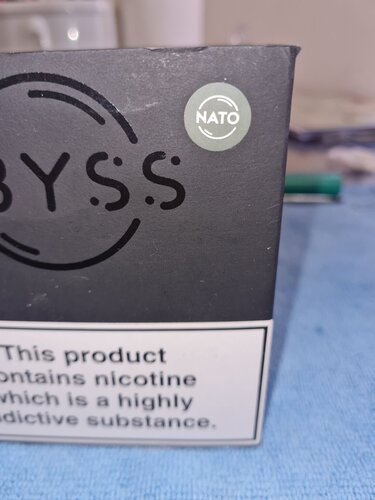 NATO
BYSS
This product
ontains nicotine
which is a highly
ddictive substance.